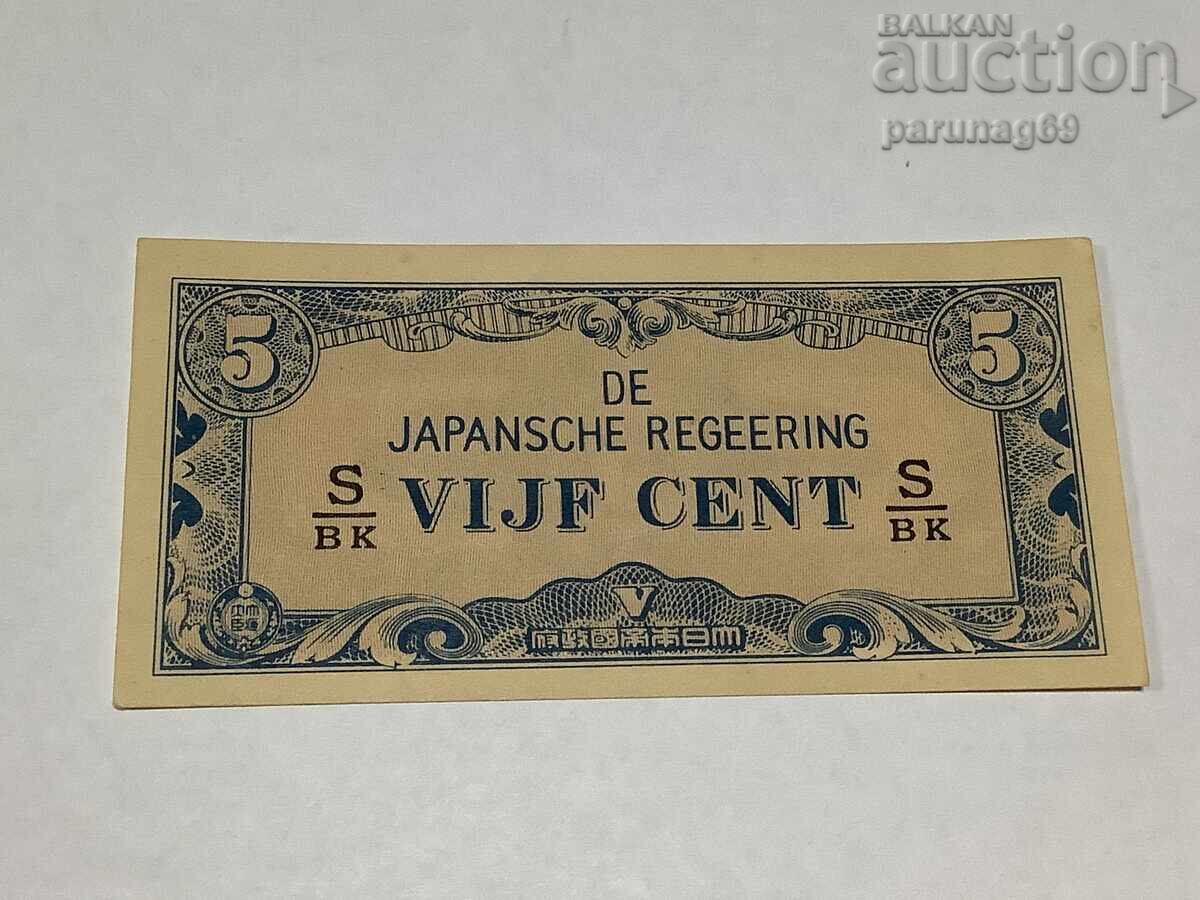 BALKAN
auction
parunag69
5 5
DE
JAPANSCHE REGEERING
S
BK
VIJF CENT
S
BK
V
府政國帝本日大